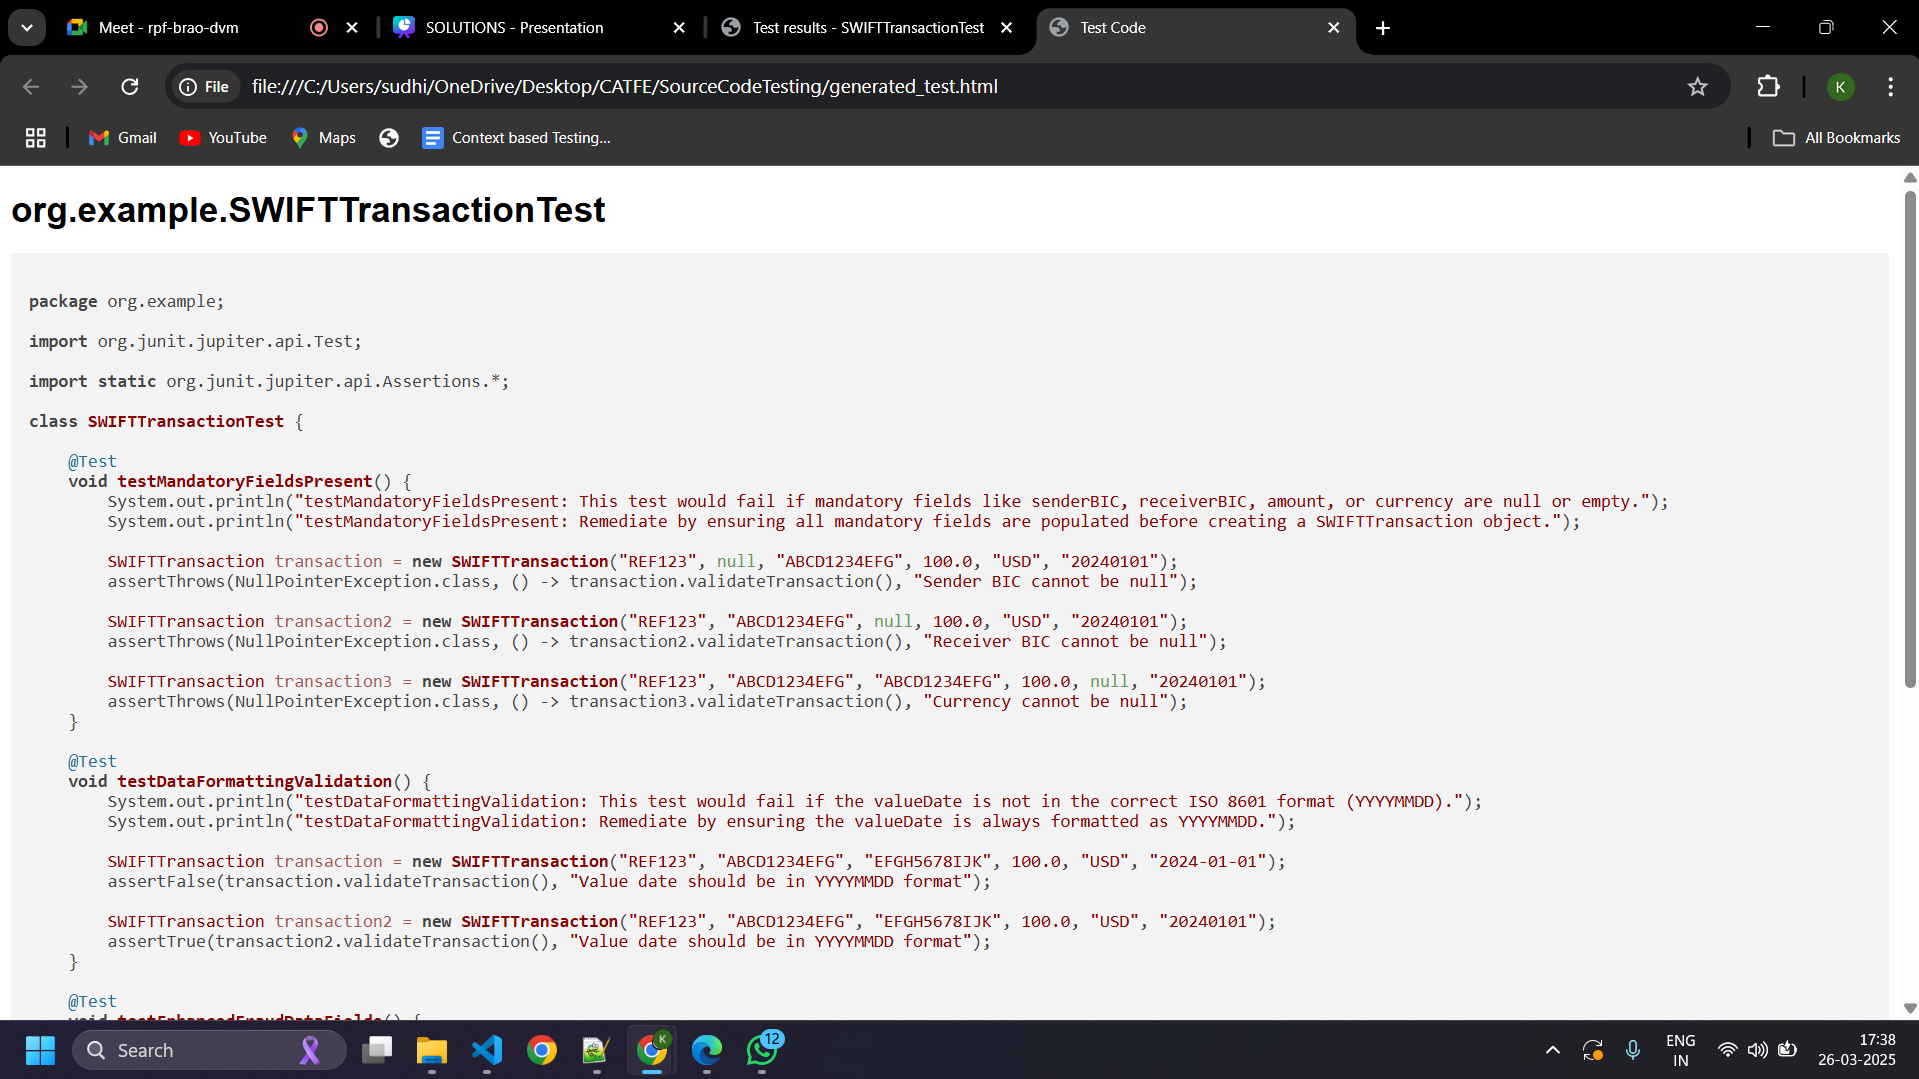 Meet - rpf-brao-dvm
SOLUTIONS - Presentation
Test results - SWIFTTransactionTest
Test Code
File
file:///C:/Users/sudhi/OneDrive/Desktop/CATFE/SourceCodeTesting/generated_test.html
K
Gmail
YouTube
Maps
Context based Testing...
All Bookmarks
org.example.SWIFTTransactionTest
package org.example;
import org.junit.jupiter.api.Test;
import static org.junit.jupiter.api.Assertions.*;
class SWIFTTransactionTest {
@Test
void testMandatoryFieldsPresent() {
System.out.println("testMandatoryFieldsPresent: This test would fail if mandatory fields like senderBIC, receiverBIC, amount, or currency are null or empty.");
System.out.println("testMandatoryFieldsPresent: Remediate by ensuring all mandatory fields are populated before creating a SWIFTTransaction object.");
SWIFTTransaction transaction = new SWIFTTransaction("REF123", null, "ABCD1234EFG", 100.0, "USD", "20240101");
assertThrows(NullPointerException.class, () -> transaction.validateTransaction(), "Sender BIC cannot be null");
SWIFTTransaction transaction2 = new SWIFTTransaction("REF123", "ABCD1234EFG", null, 100.0, "USD", "20240101");
assertThrows(NullPointerException.class, () -> transaction2.validateTransaction(), "Receiver BIC cannot be null");
SWIFTTransaction transaction3 = new SWIFTTransaction("REF123", "ABCD1234EFG", "ABCD1234EFG", 100.0, null, "20240101");
assertThrows(NullPointerException.class, () -> transaction3.validateTransaction(), "Currency cannot be null");
}
@Test
void testDataFormattingValidation() {
System.out.println("testDataFormattingValidation: This test would fail if the valueDate is not in the correct ISO 8601 format (YYYYMMDD).");
System.out.println("testDataFormattingValidation: Remediate by ensuring the valueDate is always formatted as YYYYMMDD.");
SWIFTTransaction transaction = new SWIFTTransaction("REF123", "ABCD1234EFG", "EFGH5678IJK", 100.0, "USD", "2024-01-01");
assertFalse(transaction.validateTransaction(), "Value date should be in YYYYMMDD format");
SWIFTTransaction transaction2 = new SWIFTTransaction("REF123", "ABCD1234EFG", "EFGH5678IJK", 100.0, "USD", "20240101");
assertTrue(transaction2.validateTransaction(), "Value date should be in YYYYMMDD format");
}
@Test
void testEnhancedFraudDataFields() {
Search
K
12
ENG
IN
17:38
26-03-2025